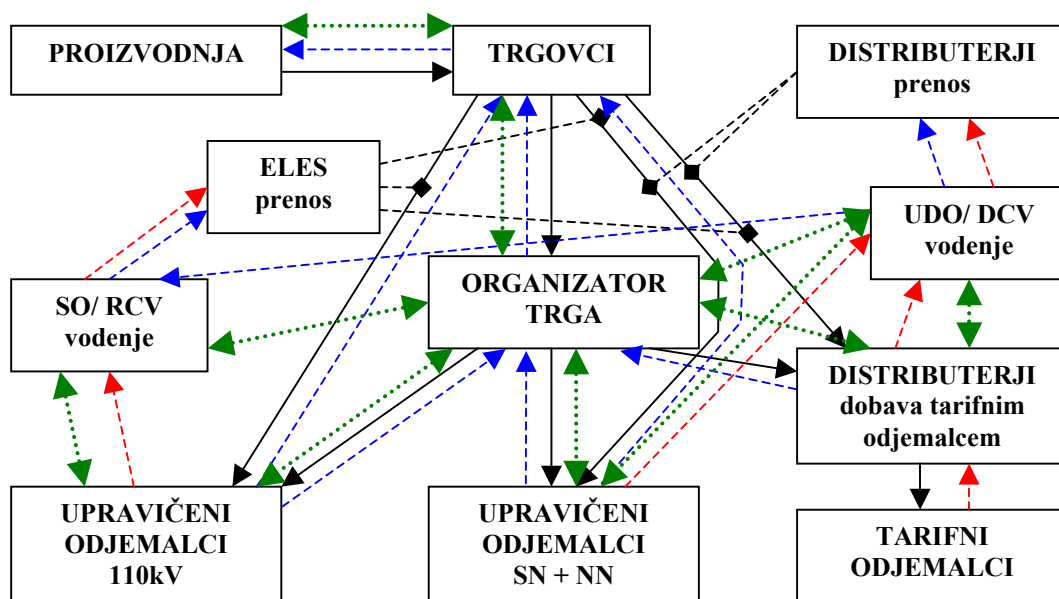 PROIZVODNJA
TRGOVCI
DISTRIBUTERJI
prenos
ELES
prenos
UDO/ DCV
vodenje
SO/ RCV
vodenje
ORGANIZATOR
TRGA
DISTRIBUTERJI
dobava tarifnim
odjemalcem
UPRAVIČENI
ODJEMALCI
110kV
UPRAVIČENI
ODJEMALCI
SN + NN
TARIFNI
ODJEMALCI